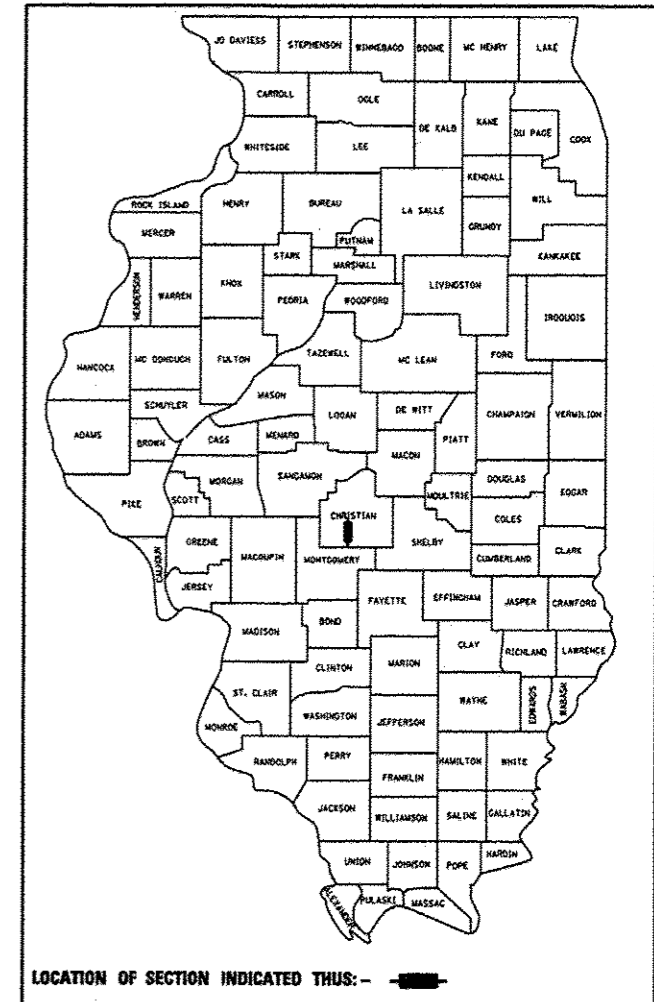 JO DAVIESS STEPHENSON WINNEBAGO BOONE MC HENRY LAKE
CARROLL OGLE DE KALB KANE DU PAGE COOK
WHITESIDE LEE
KENDALL
ROCK ISLAND HENRY BUREAU LA SALLE GRUNDY WILL
MERCER PUTNAM
STARK MARSHALL KANKAKEE
HENDERSON WARREN KNOX PEORIA WOODFORD LIVINGSTON IROQUOIS
HANCOCK MC DONOUGH FULTON TAZEWELL MC LEAN FORD
SCHUYLER MASON LOGAN DE WITT CHAMPAIGN VERMILION
ADAMS BROWN CASS MENARD MACON PIATT
PIKE SCOTT MORGAN SANGAMON MOULTRIE DOUGLAS EDGAR
CHRISTIAN COLES
CALHOUN GREENE MACOUPIN MONTGOMERY SHELBY CUMBERLAND CLARK
JERSEY FAYETTE EFFINGHAM JASPER CRAWFORD
MADISON BOND
CLAY RICHLAND LAWRENCE
CLINTON MARION
ST. CLAIR WAYNE EDWARDS WABASH
MONROE WASHINGTON JEFFERSON
RANDOLPH PERRY HAMILTON WHITE
FRANKLIN
JACKSON WILLIAMSON SALINE GALLATIN
UNION JOHNSON POPE HARDIN
ALEXANDER PULASKI MASSAC
LOCATION OF SECTION INDICATED THUS:-